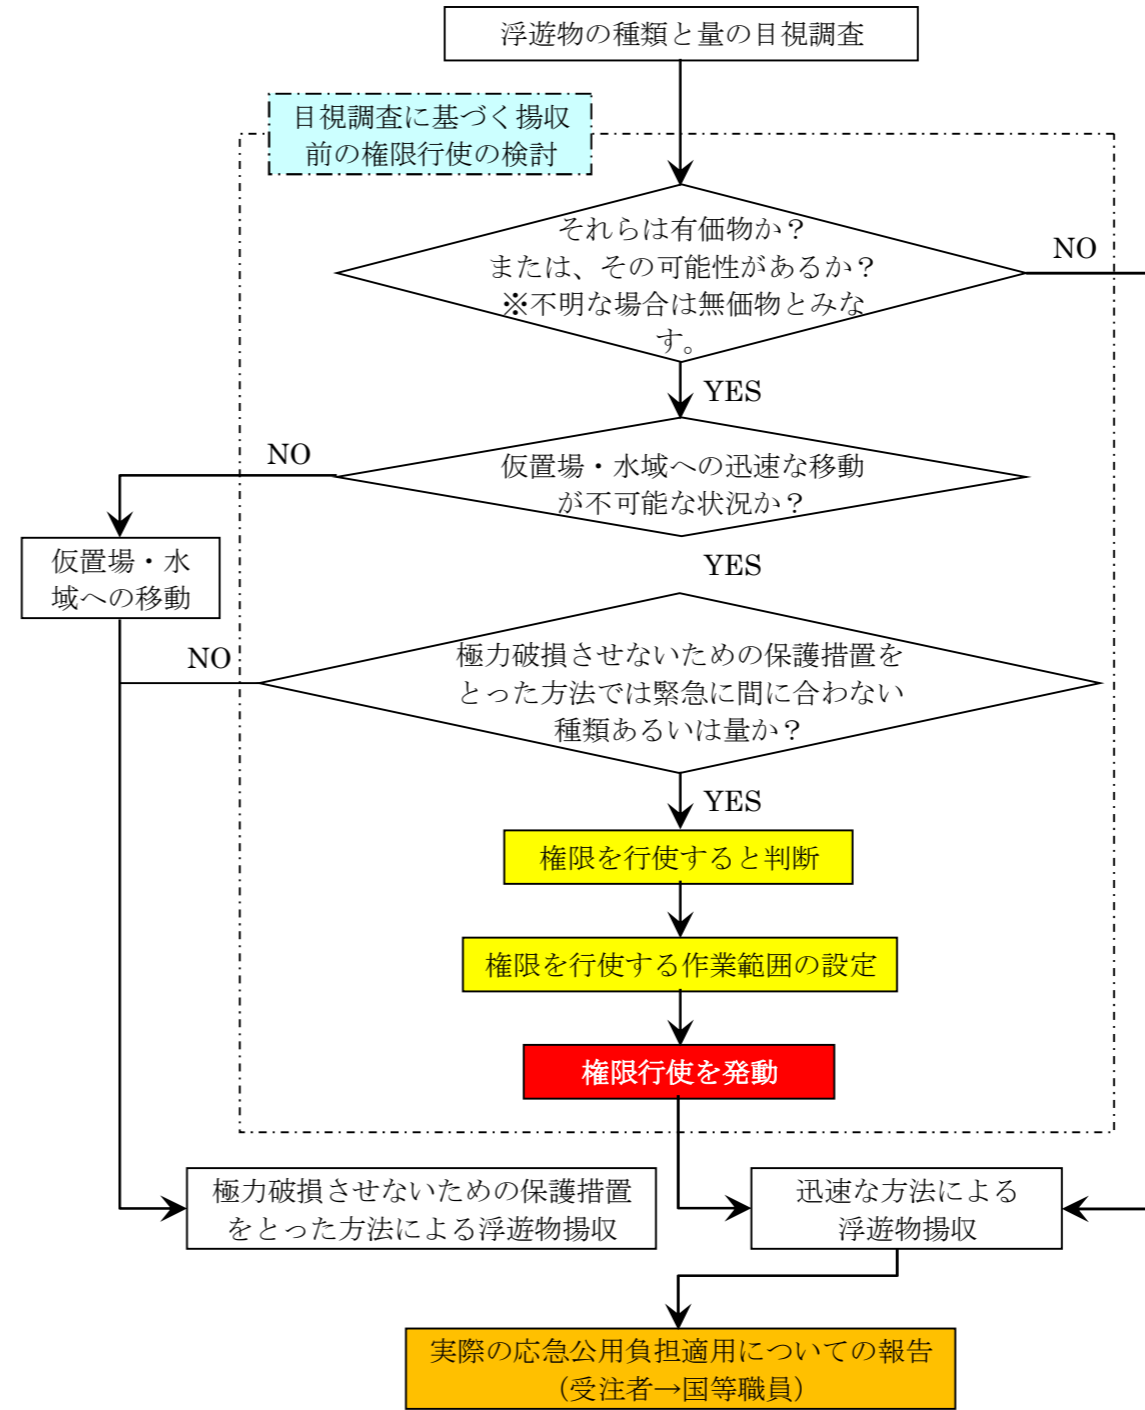 浮遊物の種類と量の目視調査
目視調査に基づく揚収
前の権限行使の検討
それらは有価物か？
または、その可能性があるか？
※不明な場合は無価物とみな
す。
NO
YES
仮置場・水域への迅速な移動
が不可能な状況か？
NO
仮置場・水
域への移動
YES
極力破損させないための保護措置を
とった方法では緊急に間に合わない
種類あるいは量か？
NO
YES
権限を行使すると判断
権限を行使する作業範囲の設定
権限行使を発動
極力破損させないための保護措置
をとった方法による浮遊物揚収
迅速な方法による
浮遊物揚収
実際の応急公用負担適用についての報告
（受注者→国等職員）